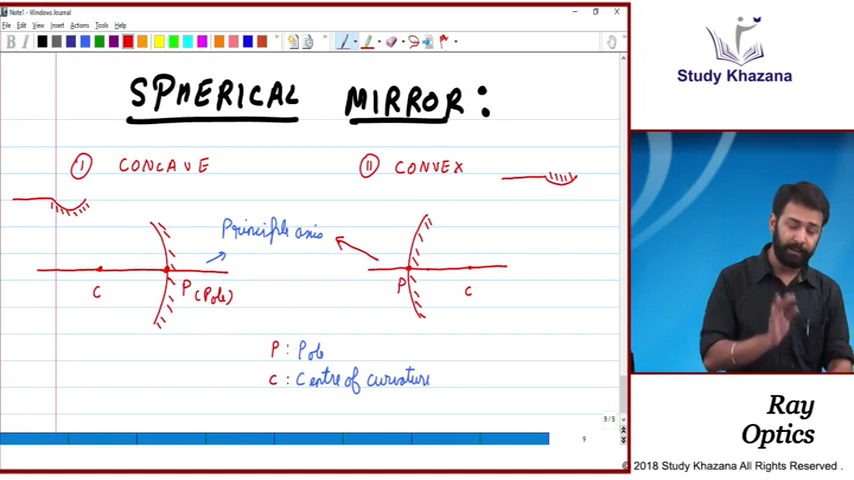 Note1 - Windows Journal
File Edit View Insert Actions Tools Help
B I
Study Khazana
SPHERICAL MIRROR:
I CONCAVE
II CONVEX
Principle axis
C
P (Pole)
P
C
P : Pole
C : Centre of curvature
9/9
9
Ray
Optics
© 2018 Study Khazana All Rights Reserved .